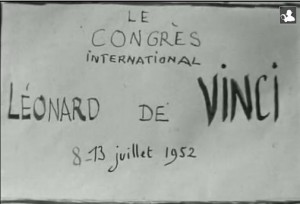 LE
CONGRÈS
INTERNATIONAL
LÉONARD DE VINCI
8-13 juillet 1952